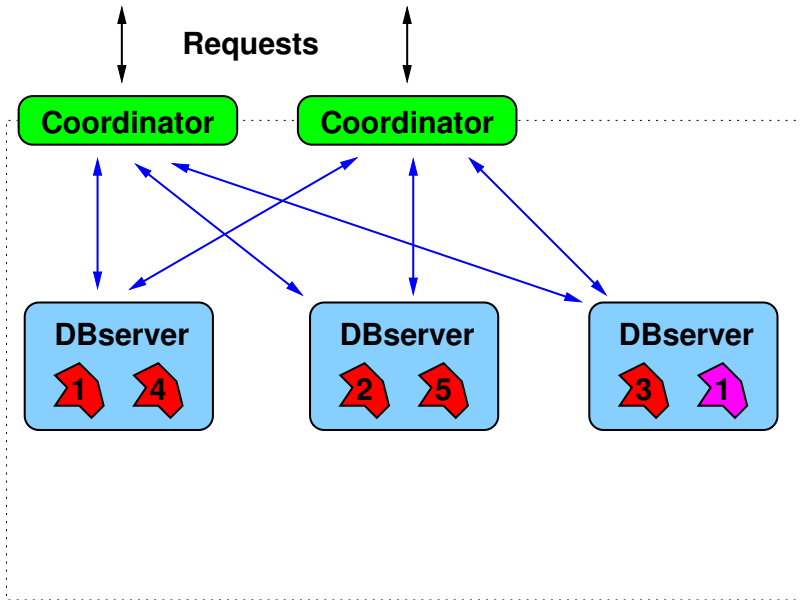 Requests
Coordinator Coordinator
DBserver DBserver DBserver
1 4 2 5 3 1